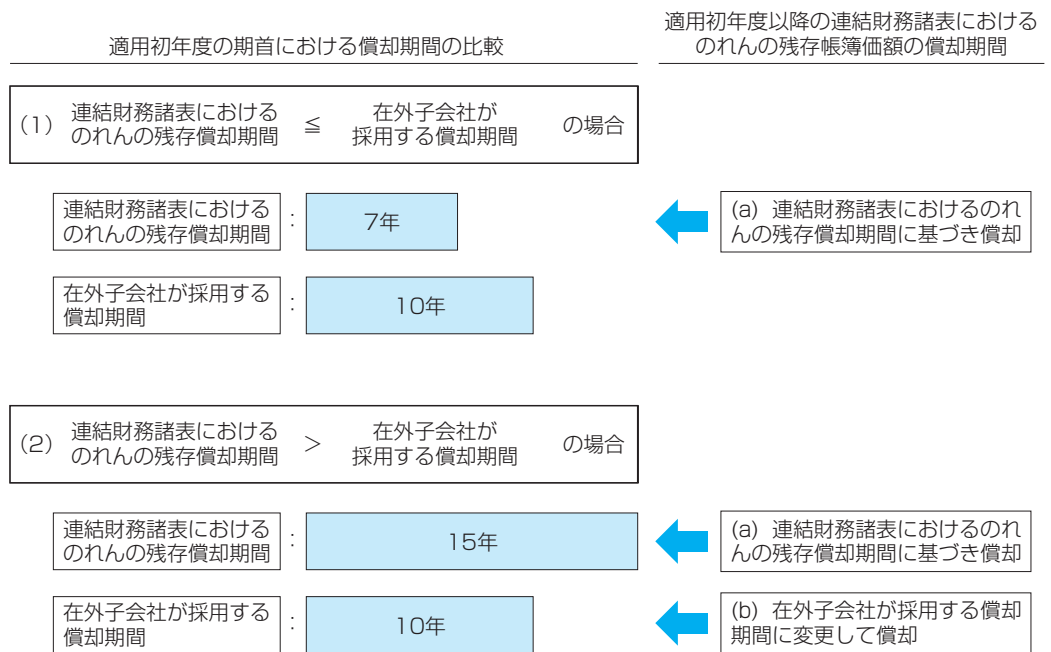 適用初年度の期首における償却期間の比較
適用初年度以降の連結財務諸表における
のれんの残存帳簿価額の償却期間
(1) 連結財務諸表における のれんの残存償却期間 ≦ 在外子会社が 採用する償却期間 の場合
連結財務諸表における
のれんの残存償却期間
:
7年
(a) 連結財務諸表におけるのれ
んの残存償却期間に基づき償却
在外子会社が採用する
償却期間
:
10年
(2) 連結財務諸表における のれんの残存償却期間 > 在外子会社が 採用する償却期間 の場合
連結財務諸表における
のれんの残存償却期間
:
15年
(a) 連結財務諸表におけるのれ
んの残存償却期間に基づき償却
在外子会社が採用する
償却期間
:
10年
(b) 在外子会社が採用する償却
期間に変更して償却